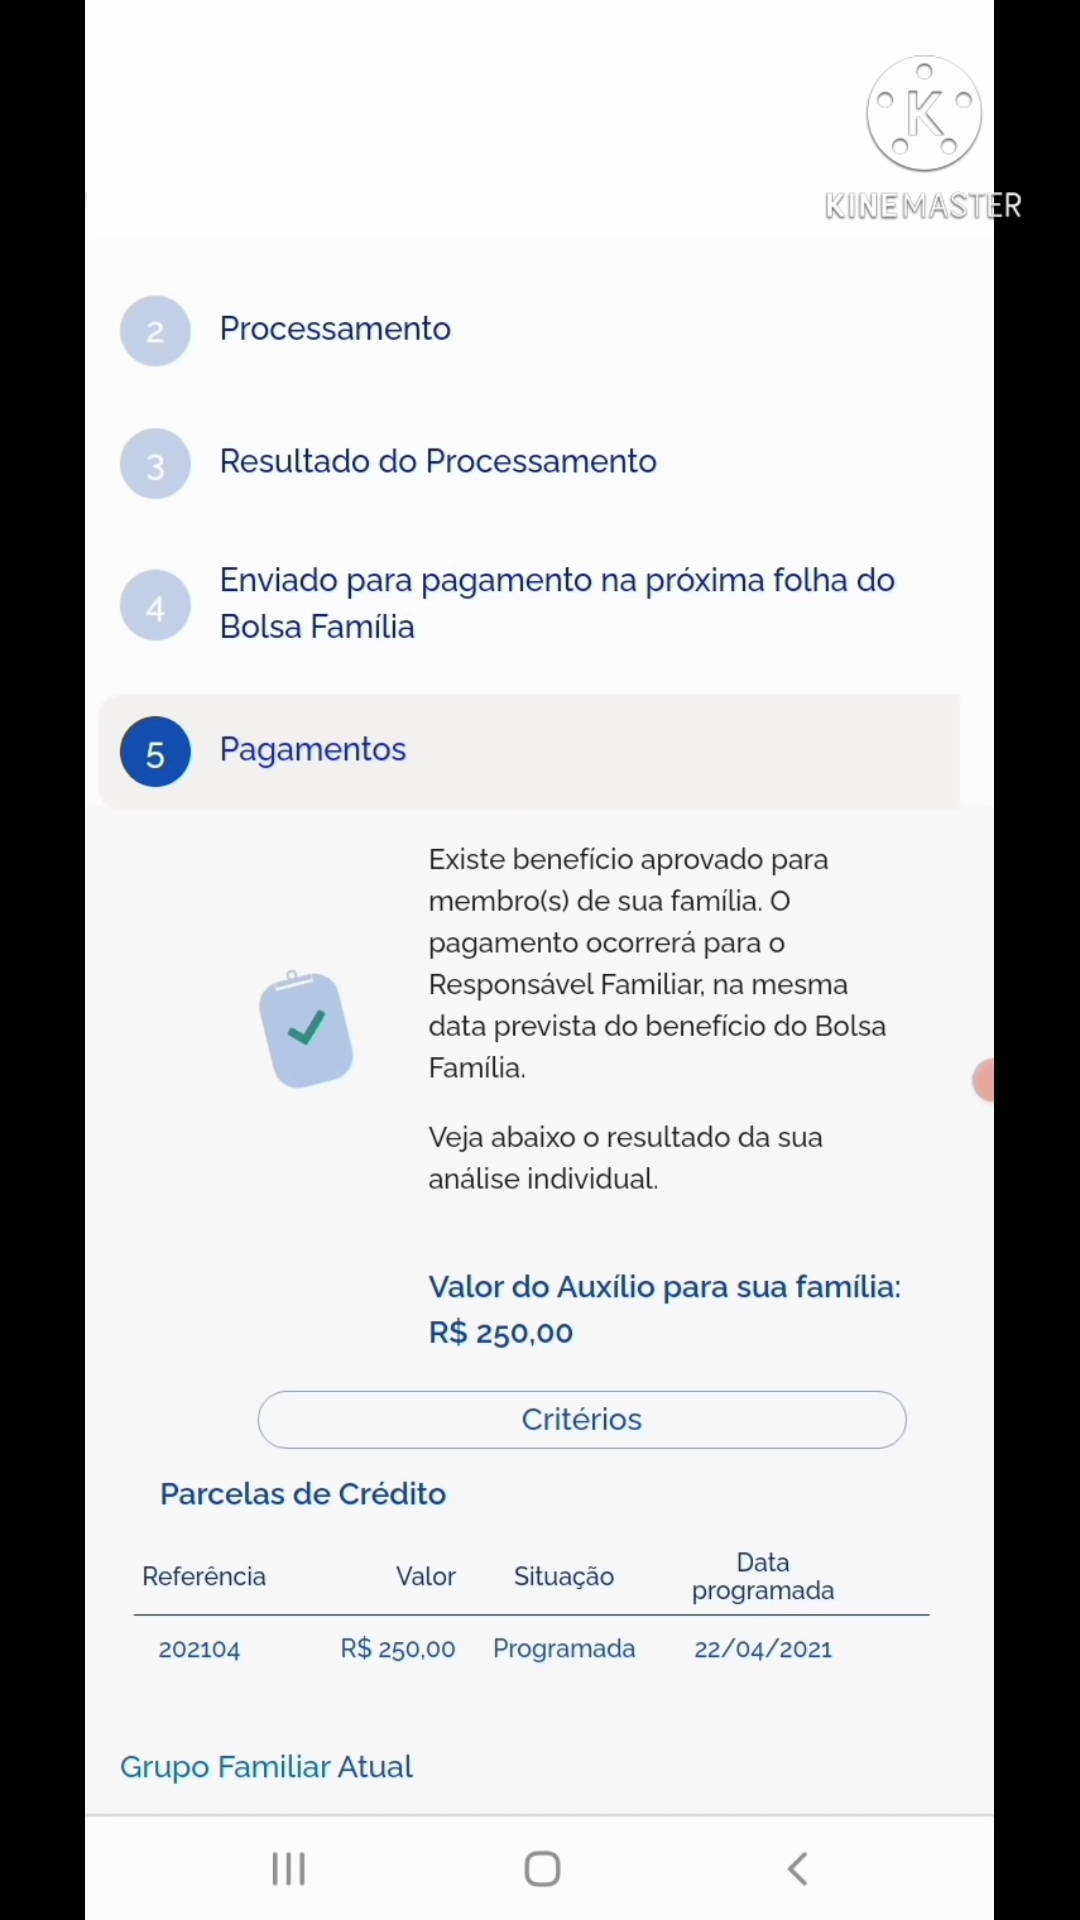 K
KINEMASTER
2 Processamento
3 Resultado do Processamento
4 Enviado para pagamento na próxima folha do
Bolsa Família
5 Pagamentos
Existe benefício aprovado para
membro(s) de sua família. O
pagamento ocorrerá para o
Responsável Familiar, na mesma
data prevista do benefício do Bolsa
Família.
Veja abaixo o resultado da sua
análise individual.
Valor do Auxílio para sua família:
R$ 250,00
Critérios
Parcelas de Crédito
Referência Valor Situação Data
programada
202104 R$ 250,00 Programada 22/04/2021
Grupo Familiar Atual